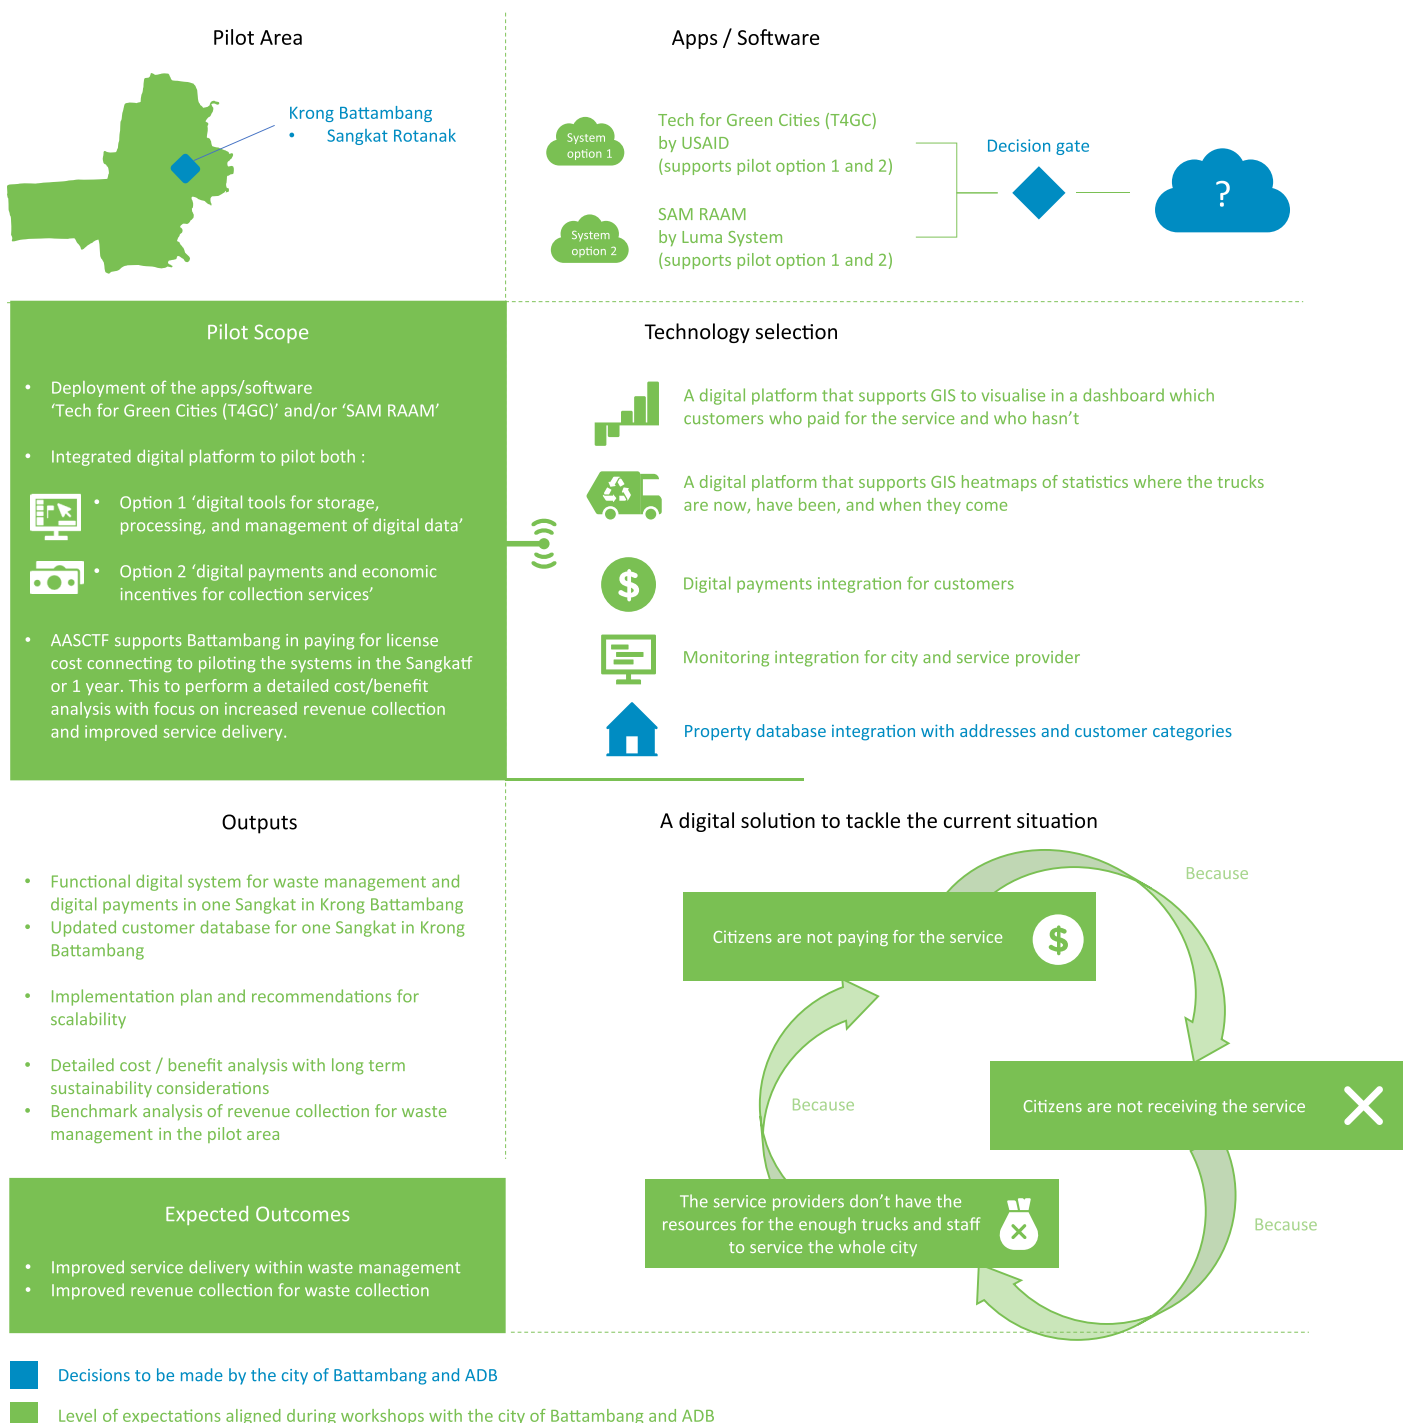 Pilot Area
Krong Battambang
• Sangkat Rotanak
Apps / Software
System
option 1
Tech for Green Cities (T4GC)
by USAID
(supports pilot option 1 and 2)
System
option 2
SAM RAAM
by Luma System
(supports pilot option 1 and 2)
Decision gate
?
Pilot Scope
• Deployment of the apps/software
‘Tech for Green Cities (T4GC)’ and/or ‘SAM RAAM’
• Integrated digital platform to pilot both :
• Option 1 ‘digital tools for storage,
processing, and management of digital data’
• Option 2 ‘digital payments and economic
incentives for collection services’
• AASCTF supports Battambang in paying for license
cost connecting to piloting the systems in the Sangkatf
or 1 year. This to perform a detailed cost/benefit
analysis with focus on increased revenue collection
and improved service delivery.
Technology selection
A digital platform that supports GIS to visualise in a dashboard which
customers who paid for the service and who hasn’t
A digital platform that supports GIS heatmaps of statistics where the trucks
are now, have been, and when they come
$
Digital payments integration for customers
Monitoring integration for city and service provider
Property database integration with addresses and customer categories
Outputs
• Functional digital system for waste management and
digital payments in one Sangkat in Krong Battambang
• Updated customer database for one Sangkat in Krong
Battambang
• Implementation plan and recommendations for
scalability
• Detailed cost / benefit analysis with long term
sustainability considerations
• Benchmark analysis of revenue collection for waste
management in the pilot area
Expected Outcomes
• Improved service delivery within waste management
• Improved revenue collection for waste collection
A digital solution to tackle the current situation
Because
Citizens are not paying for the service
$
Citizens are not receiving the service
Because
Because
The service providers don’t have the
resources for the enough trucks and staff
to service the whole city
Decisions to be made by the city of Battambang and ADB
Level of expectations aligned during workshops with the city of Battambang and ADB